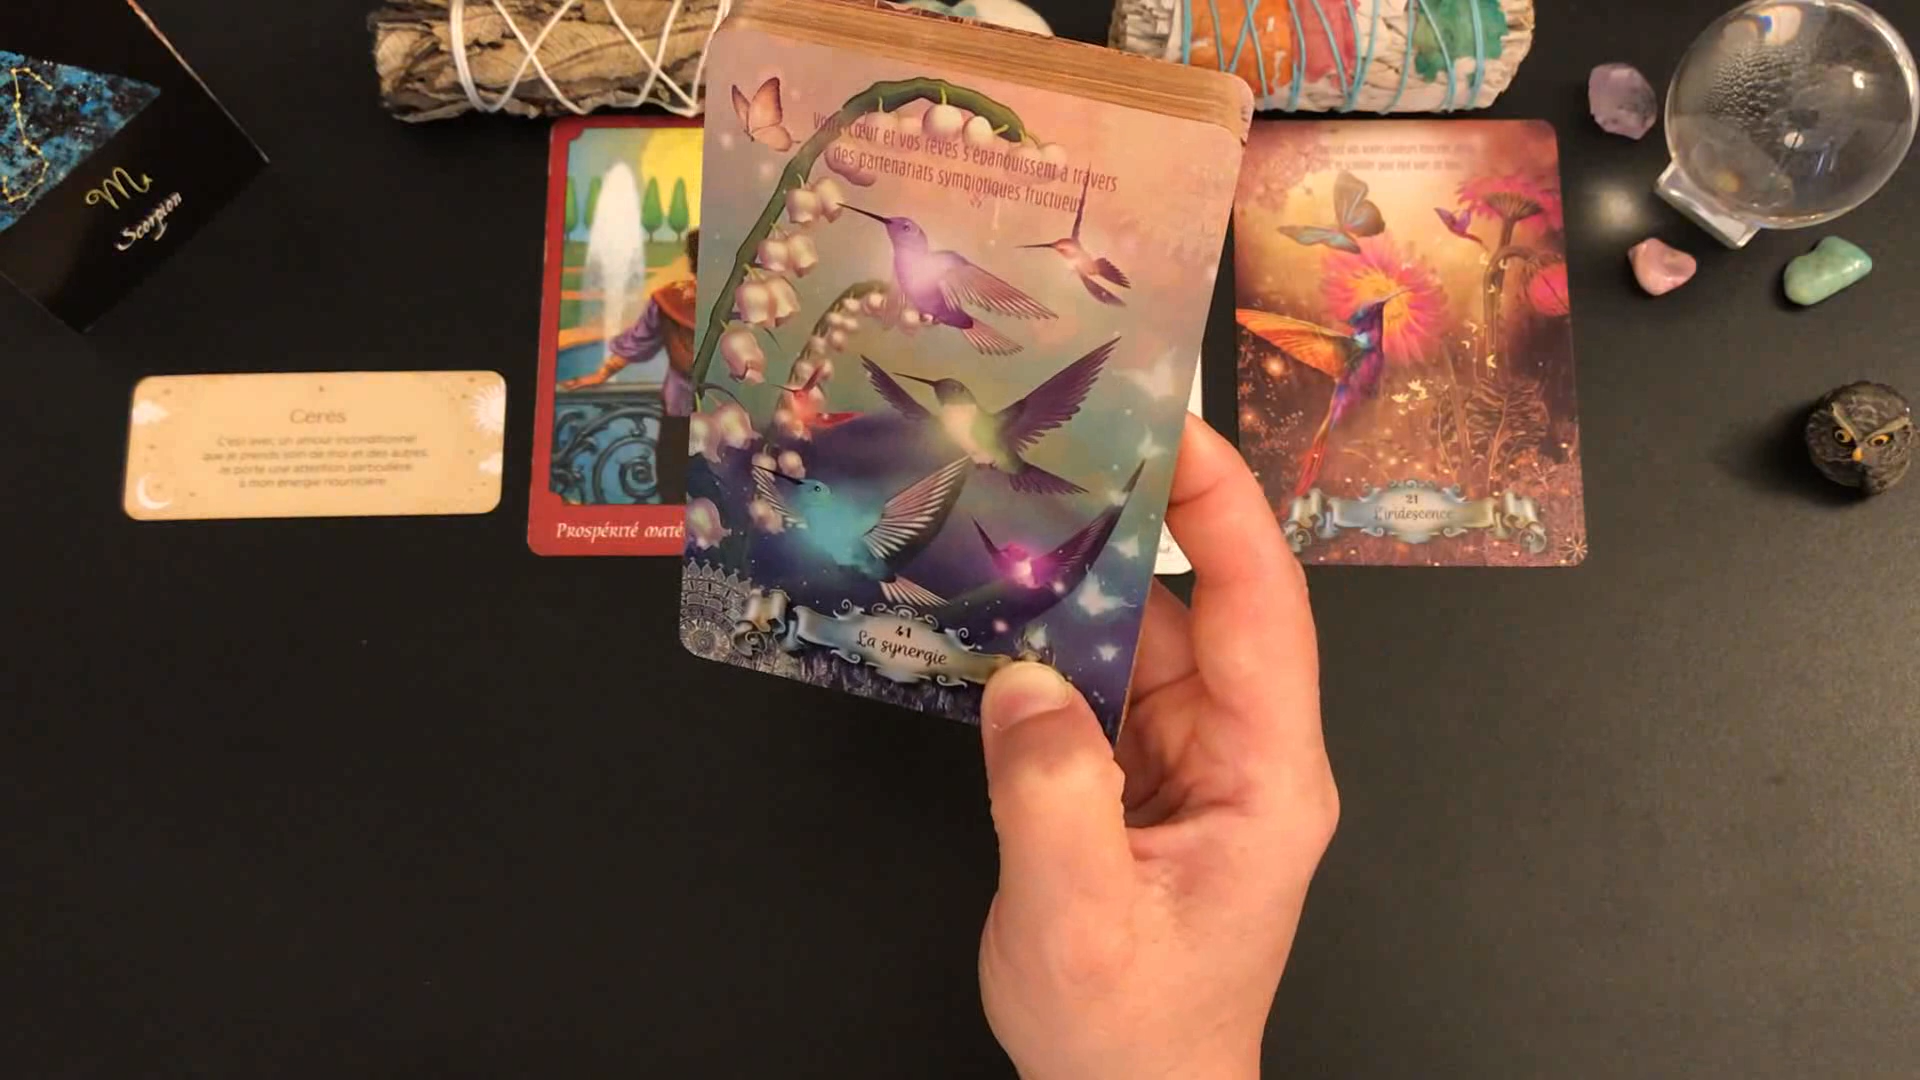 Scorpion
Cérès
C'est avec un amour inconditionnel
que je prends soin de moi et des autres.
Je porte une attention particulière
à mon énergie nourricière.
Prospérité maté
Votre cœur et vos rêves s'épanouissent à travers
des partenariats symbiotiques fructueux
41
La synergie
21
L'iridescence